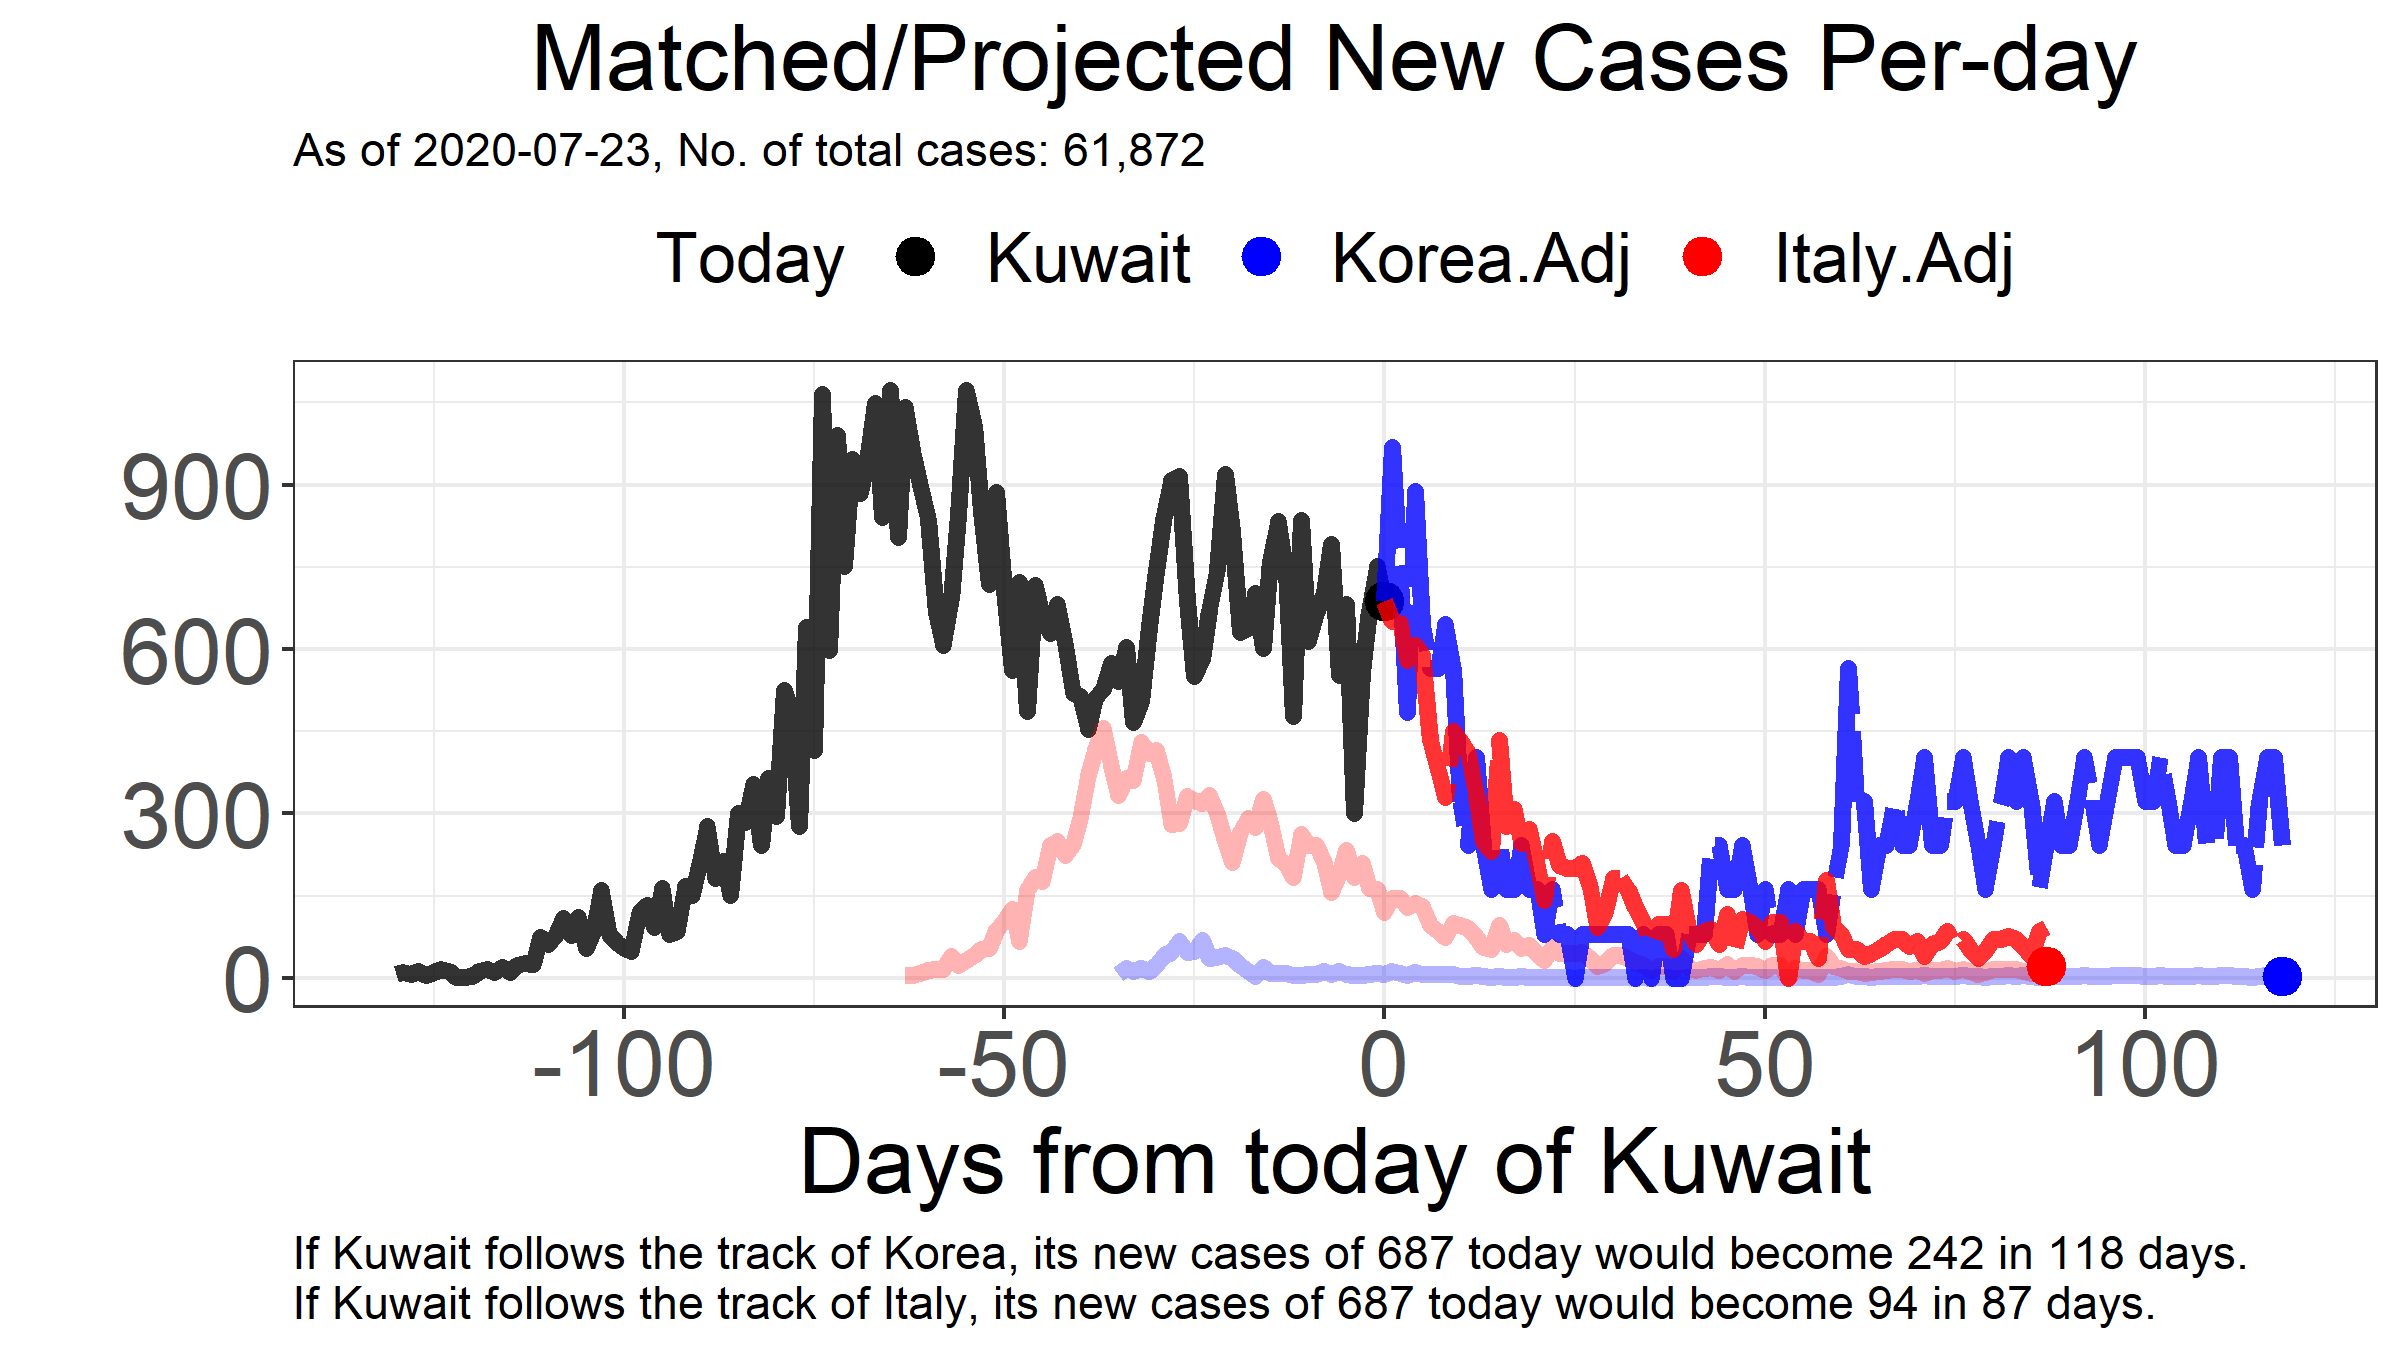 Matched/Projected New Cases Per-day
As of 2020-07-23, No. of total cases: 61,872
Today Kuwait Korea.Adj Italy.Adj
900
600
300
0
-100 -50 0 50 100
Days from today of Kuwait
If Kuwait follows the track of Korea, its new cases of 687 today would become 242 in 118 days.
If Kuwait follows the track of Italy, its new cases of 687 today would become 94 in 87 days.